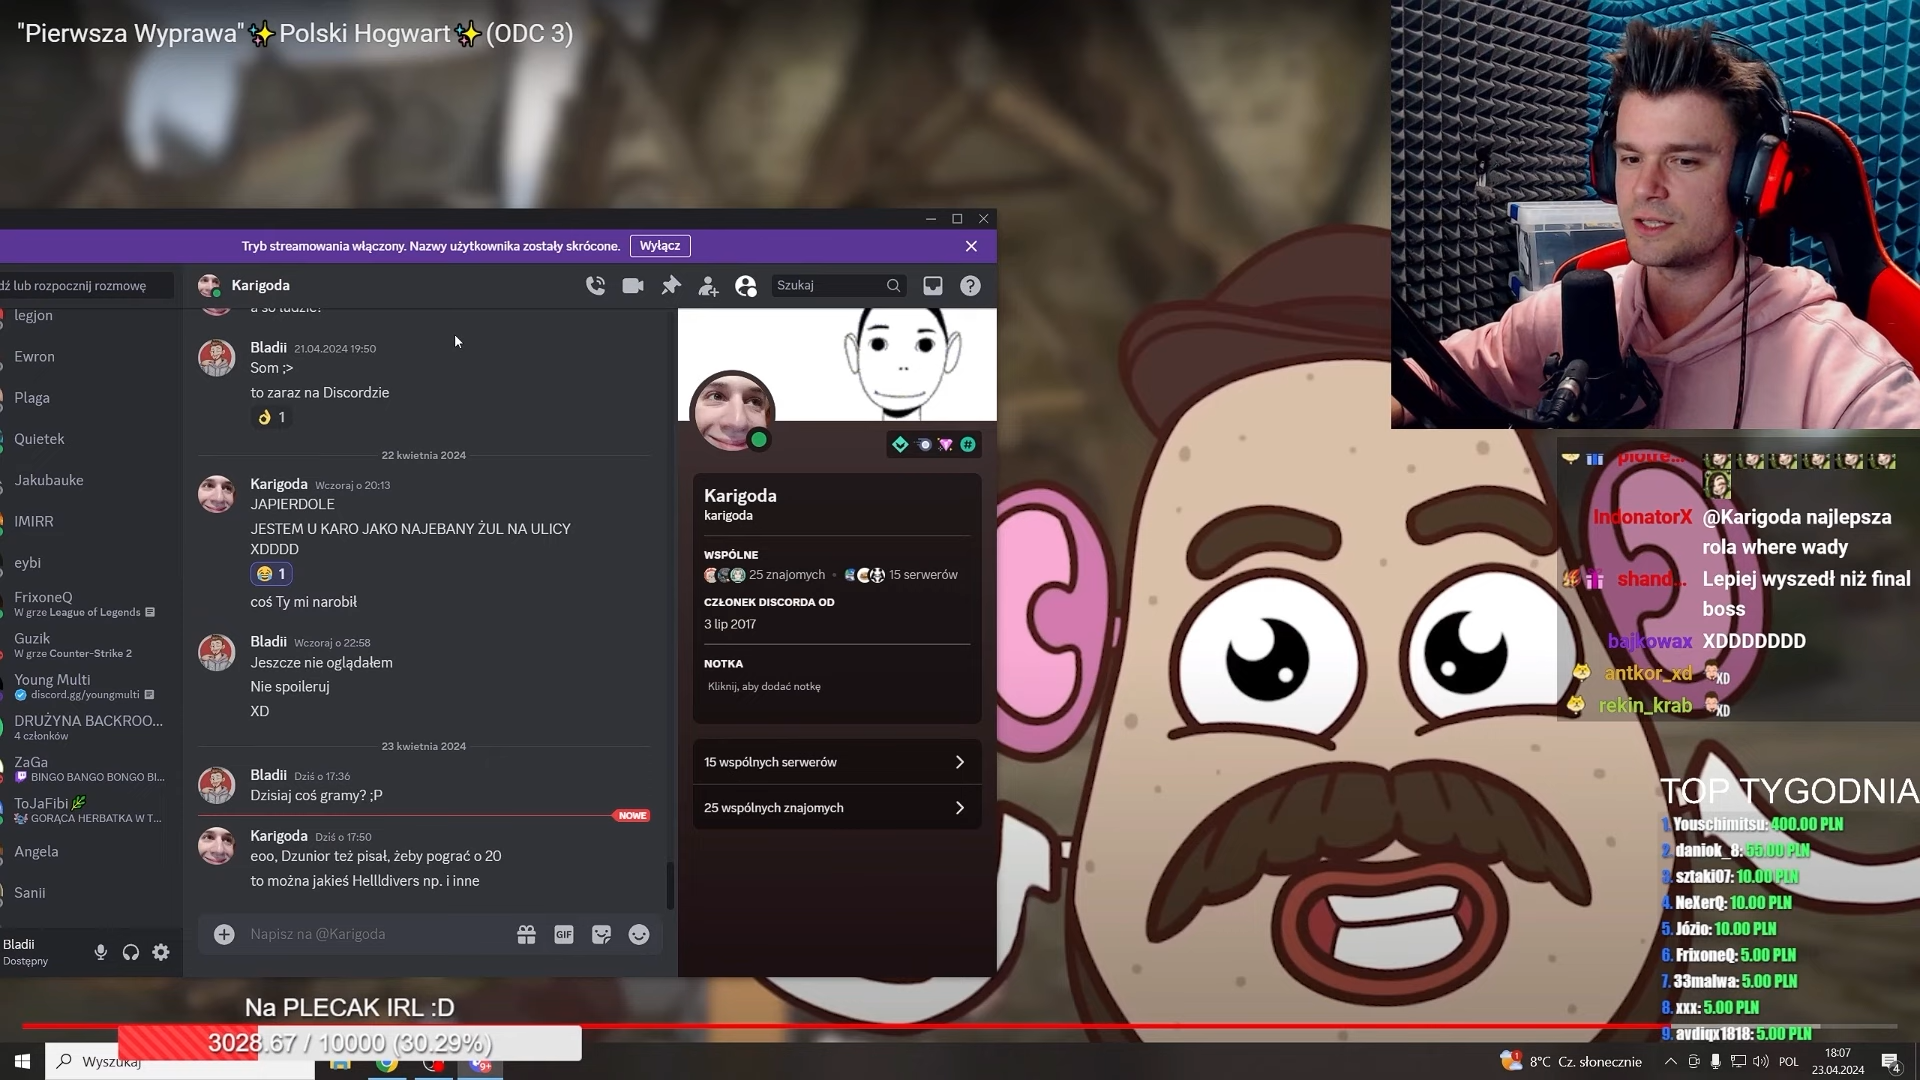 "Pierwsza Wyprawa"✨Polski Hogwart✨(ODC 3)
Tryb streamowania włączony. Nazwy użytkownika zostały skrócone.
Wyłącz
dź lub rozpocznij rozmowę
Karigoda
Szukaj
legjon
Ewron
Plaga
Quietek
Jakubauke
IMIRR
eybi
FrixoneQ
W grze League of Legends
Guzik
W grze Counter-Strike 2
Young Multi
discord.gg/youngmulti
DRUŻYNA BACKROO...
4 członków
ZaGa
BINGO BANGO BONGO BI...
ToJaFibi
GORĄCA HERBATKA W T...
Angela
Sanii
Bladii
Dostępny
Bladii 21.04.2024 19:50
Som ;>
to zaraz na Discordzie
👌 1
22 kwietnia 2024
Karigoda Wczoraj o 20:13
JAPIERDOLE
JESTEM U KARO JAKO NAJEBANY ŻUL NA ULICY
XDDDD
😂 1
coś Ty mi narobił
Bladii Wczoraj o 22:58
Jeszcze nie oglądałem
Nie spoileruj
XD
23 kwietnia 2024
Bladii Dziś o 17:36
Dzisiaj coś gramy? ;P
NOWE
Karigoda Dziś o 17:50
eoo, Dzunior też pisał, żeby pograć o 20
to można jakieś Hellldivers np. i inne
Napisz na @Karigoda
GIF
Karigoda
karigoda
WSPÓLNE
25 znajomych • 15 serwerów
CZŁONEK DISCORDA OD
3 lip 2017
NOTKA
Kliknij, aby dodać notkę
15 wspólnych serwerów
25 wspólnych znajomych
IndonatorX @Karigoda najlepsza
rola where wady
shand... Lepiej wyszedł niż final
boss
bajkowax XDDDDDDD
antkor_xd XD
rekin_krab XD
TOP TYGODNIA
1. Youschimitsu: 400.00 PLN
2. daniok_8: 55.00 PLN
3. sztaki07: 10.00 PLN
4. NeXerQ: 10.00 PLN
5. Józio: 10.00 PLN
6. FrixoneQ: 5.00 PLN
7. 33malwa: 5.00 PLN
8. xxx: 5.00 PLN
9. avdiqx1818: 5.00 PLN
Na PLECAK IRL :D
3028.67 / 10000 (30.29%)
Wyszukaj
9+
1
8°C Cz. słonecznie
POL
18:07
23.04.2024
4